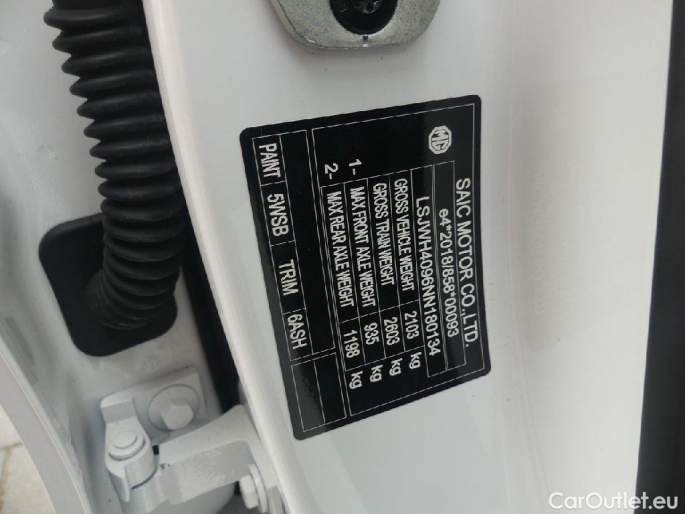 MG
SAIC MOTOR CO.,LTD.
e4*2018/858*00093
LSJWH4096NN180134
GROSS VEHICLE WEIGHT 2103 kg
GROSS TRAIN WEIGHT 2603 kg
1- MAX FRONT AXLE WEIGHT 935 kg
2- MAX REAR AXLE WEIGHT 1198 kg
PAINT 5WSB TRIM 6ASH
CarOutlet.eu